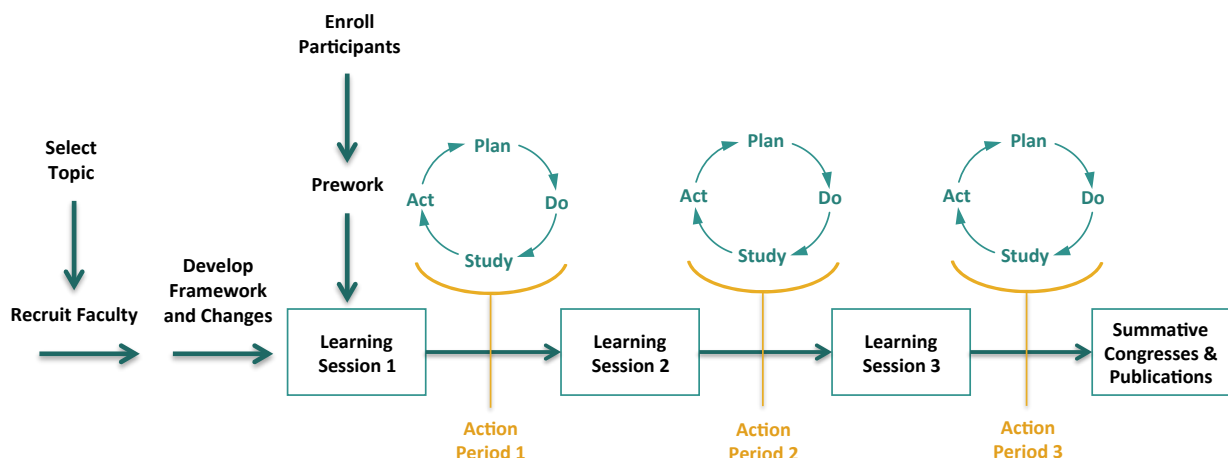 Enroll
Participants
Select
Topic
Prework
Plan
Act
Do
Study
Plan
Act
Do
Study
Plan
Act
Do
Study
Recruit Faculty
Develop
Framework
and Changes
Learning
Session 1
Learning
Session 2
Learning
Session 3
Summative
Congresses &
Publications
Action
Period 1
Action
Period 2
Action
Period 3